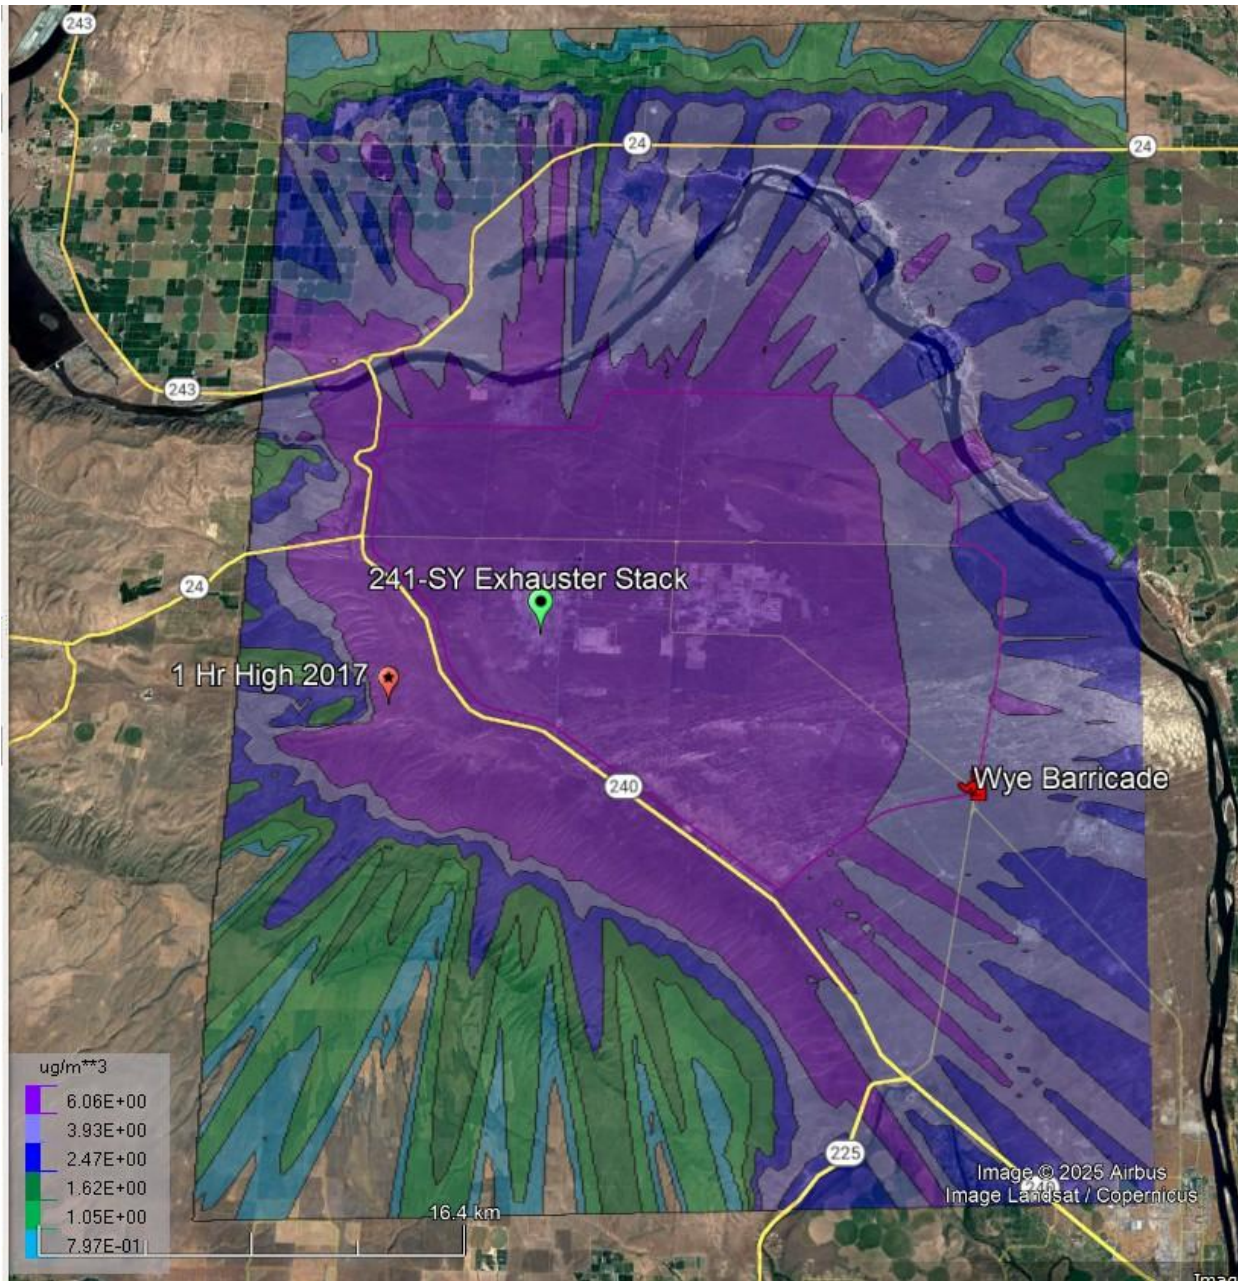 243
24
24
243
241-SY Exhauster Stack
24
1 Hr High 2017
240
Wye Barricade
ug/m**3
6.06E+00
3.93E+00
2.47E+00
1.62E+00
1.05E+00
7.97E-01
225
16.4 km
Image © 2025 Airbus
Image Landsat / Copernicus